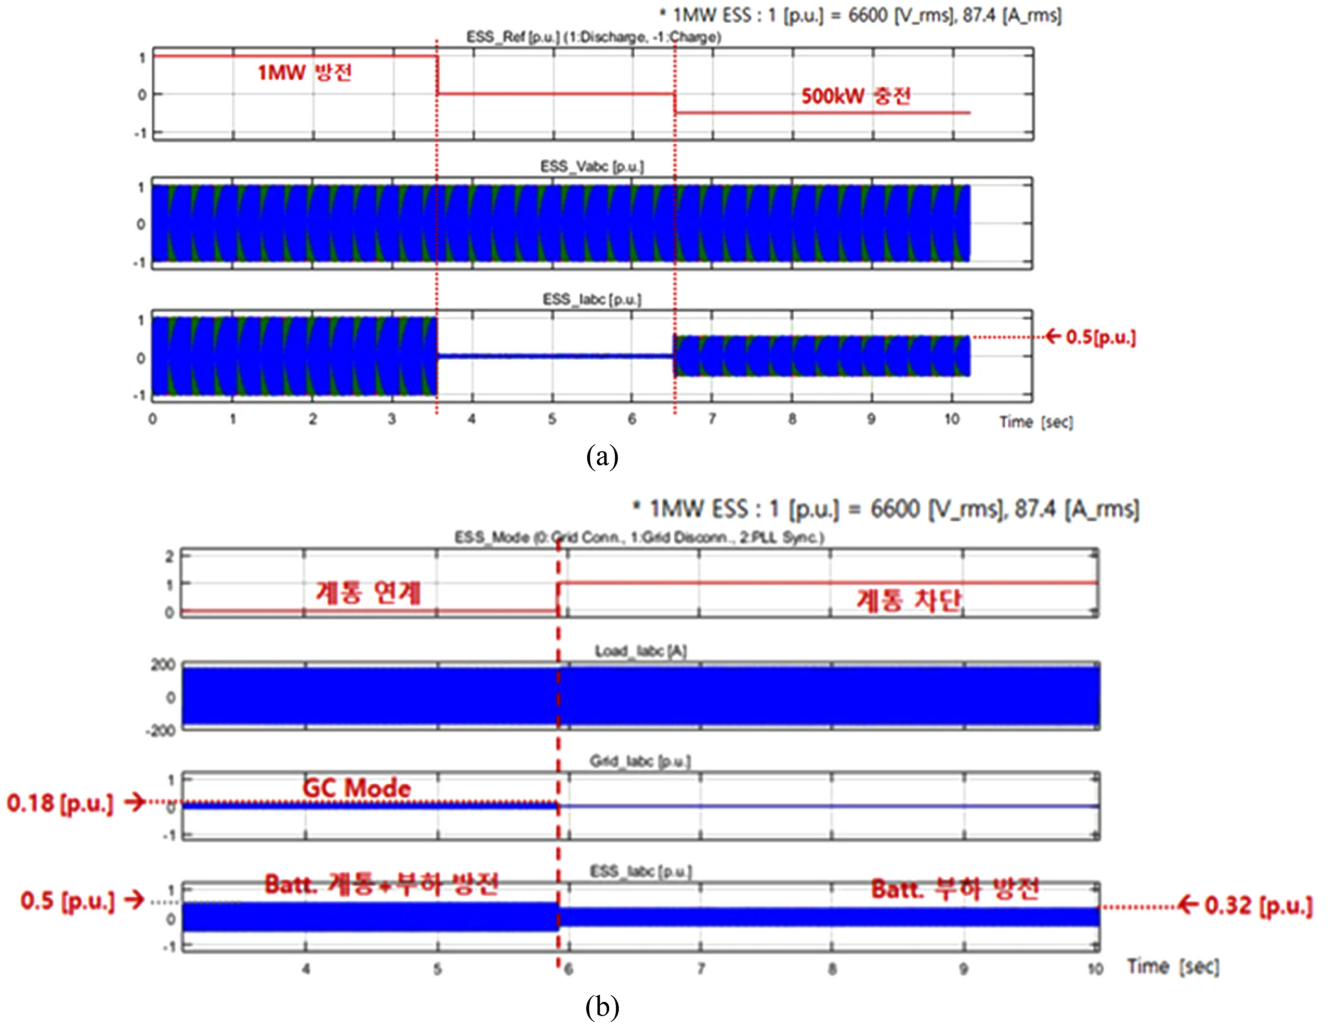 * 1MW ESS : 1 [p.u.] = 6600 [V_rms], 87.4 [A_rms]
ESS_Ref [p.u.] (1:Discharge, -1:Charge)
1
0
-1
1MW 방전
500kW 충전
ESS_Vabc [p.u.]
1
0
-1
ESS_Iabc [p.u.]
1
0
-1
0.5[p.u.]
0 1 2 3 4 5 6 7 8 9 10
Time [sec]
(a)
* 1MW ESS : 1 [p.u.] = 6600 [V_rms], 87.4 [A_rms]
ESS_Mode (0:Grid Conn., 1:Grid Disconn., 2:PLL Sync.)
2
1
0
계통 연계
계통 차단
Load_Iabc [A]
200
0
-200
Grid_Iabc [p.u.]
1
0
-1
GC Mode
0.18 [p.u.]
ESS_Iabc [p.u.]
1
0
-1
Batt. 계통+부하 방전
Batt. 부하 방전
0.5 [p.u.]
0.32 [p.u.]
4 5 6 7 8 9 10
Time [sec]
(b)